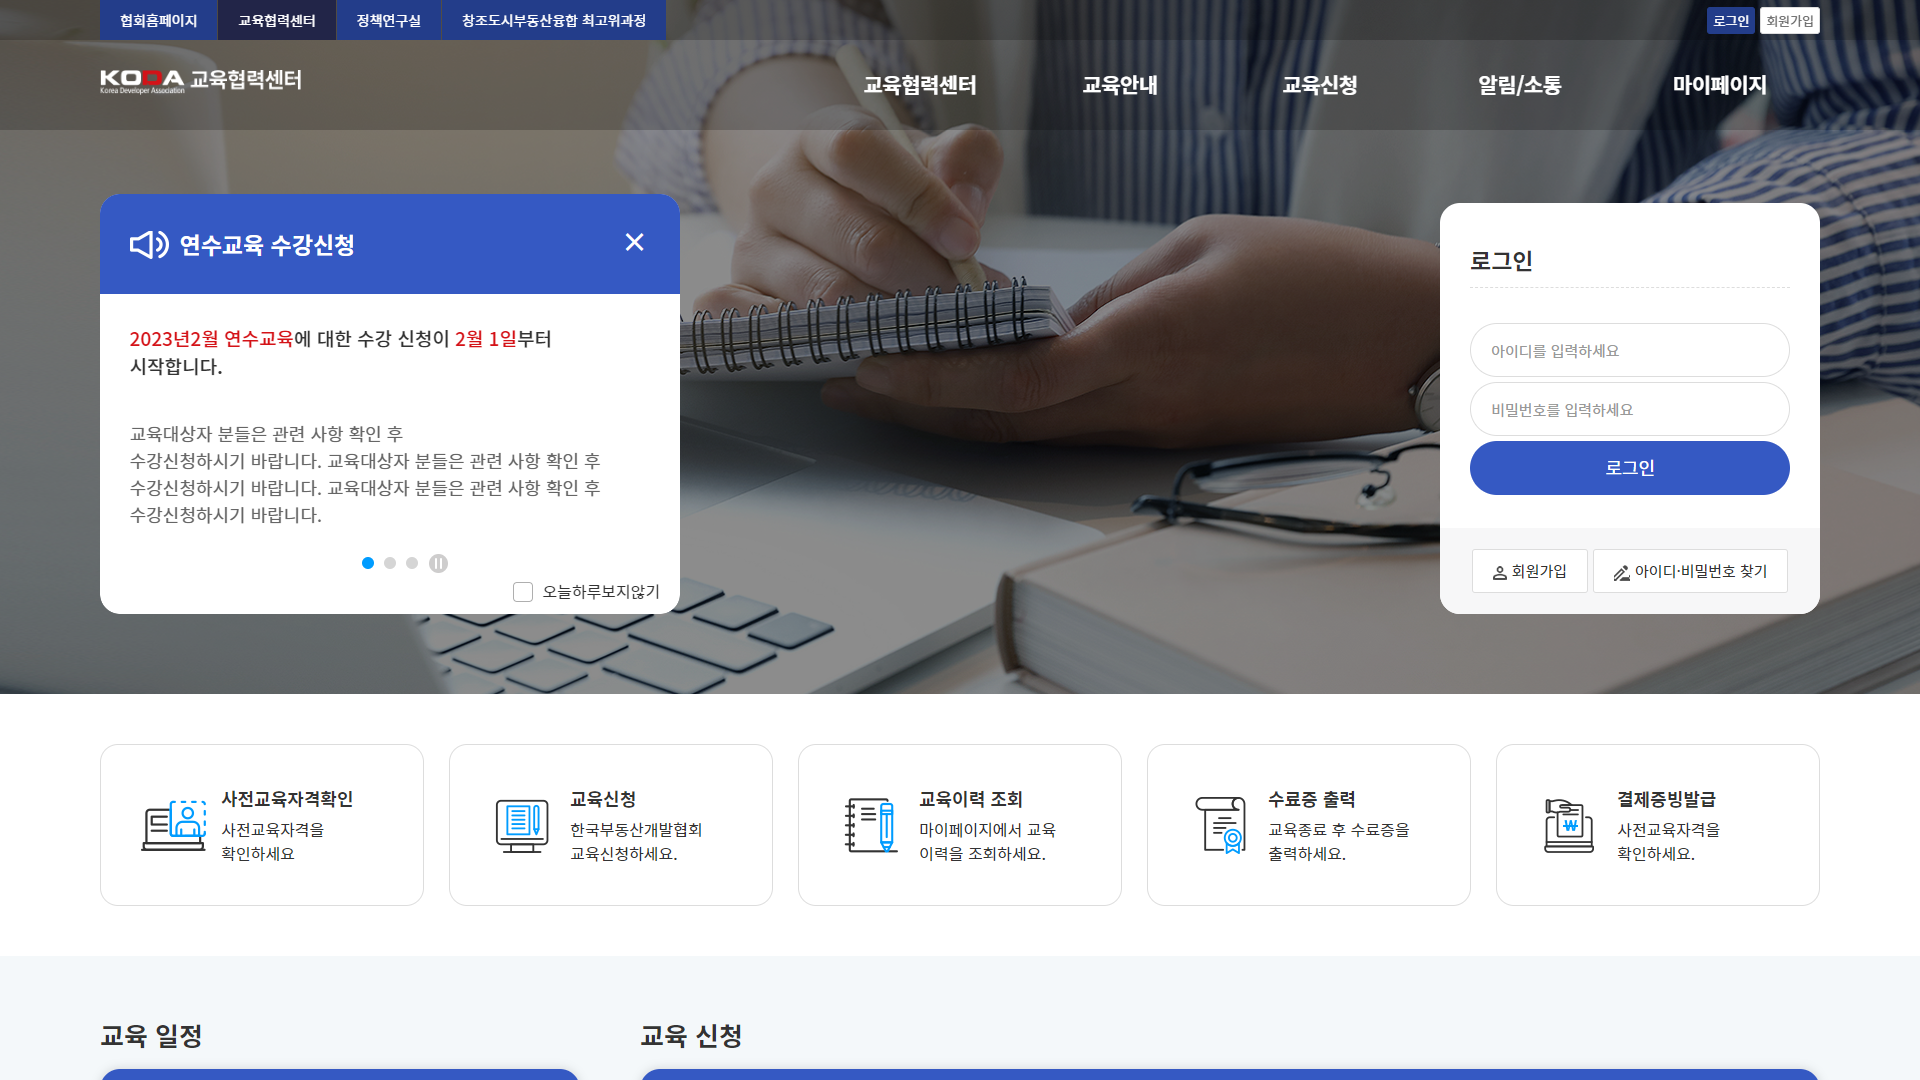 협회홈페이지
교육협력센터
정책연구실
창조도시부동산융합 최고위과정
로그인
회원가입
KODA
Korea Developer Association
교육협력센터
교육협력센터
교육안내
교육신청
알림/소통
마이페이지
연수교육 수강신청
2023년2월 연수교육에 대한 수강 신청이 2월 1일부터
시작합니다.
교육대상자 분들은 관련 사항 확인 후
수강신청하시기 바랍니다. 교육대상자 분들은 관련 사항 확인 후
수강신청하시기 바랍니다. 교육대상자 분들은 관련 사항 확인 후
수강신청하시기 바랍니다.
오늘하루보지않기
로그인
아이디를 입력하세요
비밀번호를 입력하세요
로그인
회원가입
아이디·비밀번호 찾기
사전교육자격확인
사전교육자격을
확인하세요
교육신청
한국부동산개발협회
교육신청하세요.
교육이력 조회
마이페이지에서 교육
이력을 조회하세요.
수료증 출력
교육종료 후 수료증을
출력하세요.
결제증빙발급
사전교육자격을
확인하세요.
교육 일정
교육 신청